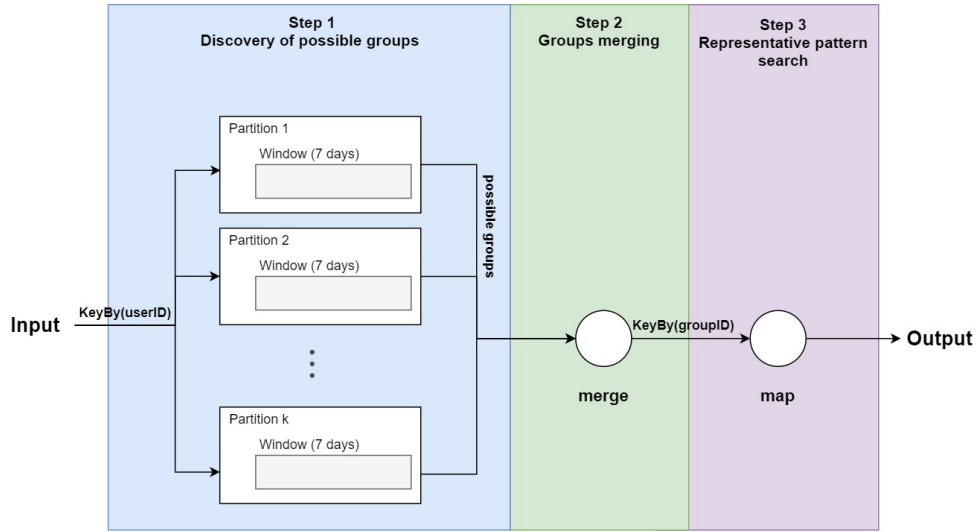 Step 1
Discovery of possible groups
Step 2
Groups merging
Step 3
Representative pattern
search
Partition 1
Window (7 days)
possible groups
Partition 2
Window (7 days)
Input
KeyBy(userID)
KeyBy(groupID)
Output
merge
map
Partition k
Window (7 days)